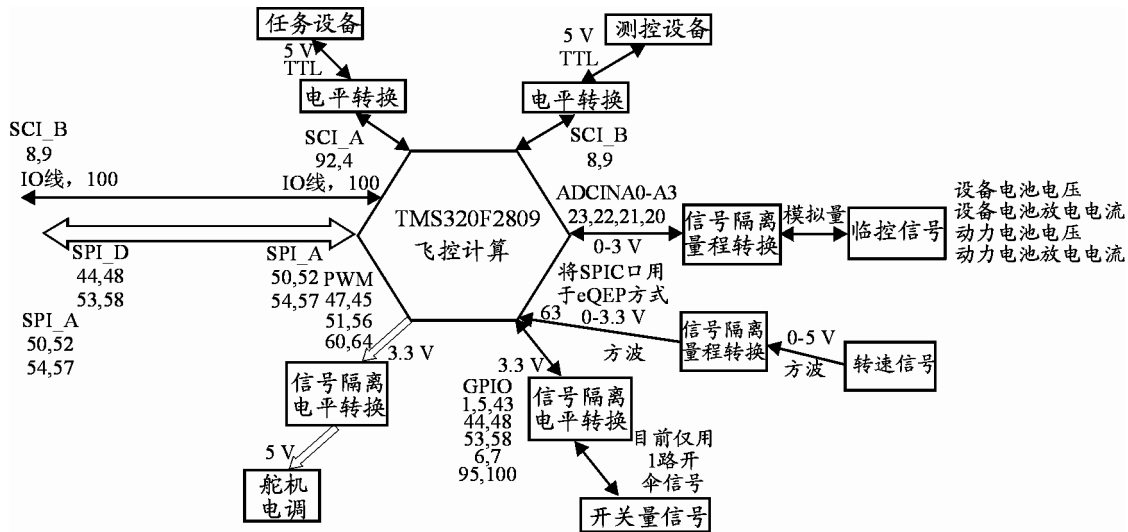 任务设备
5 V
TTL
电平转换
SCI_A
92,4
测控设备
5 V
TTL
电平转换
SCI_B
8,9
SCI_B
8,9
IO线，100
IO线，100
SPI_D
44,48
53,58
SPI_A
50,52
54,57
SPI_A
50,52
54,57
TMS320F2809
飞控计算
ADCINA0-A3
23,22,21,20
0-3 V
信号隔离
量程转换
模拟量
临控信号
设备电池电压
设备电池放电电流
动力电池电压
动力电池放电电流
将SPIC口用
于eQEP方式
63
0-3.3 V
方波
信号隔离
量程转换
0-5 V
方波
转速信号
PWM
47,45
51,56
60,64
3.3 V
信号隔离
电平转换
5 V
舵机
电调
3.3 V
GPIO
1,5,43
44,48
53,58
6,7
95,100
信号隔离
电平转换
目前仅用
1路开
伞信号
开关量信号